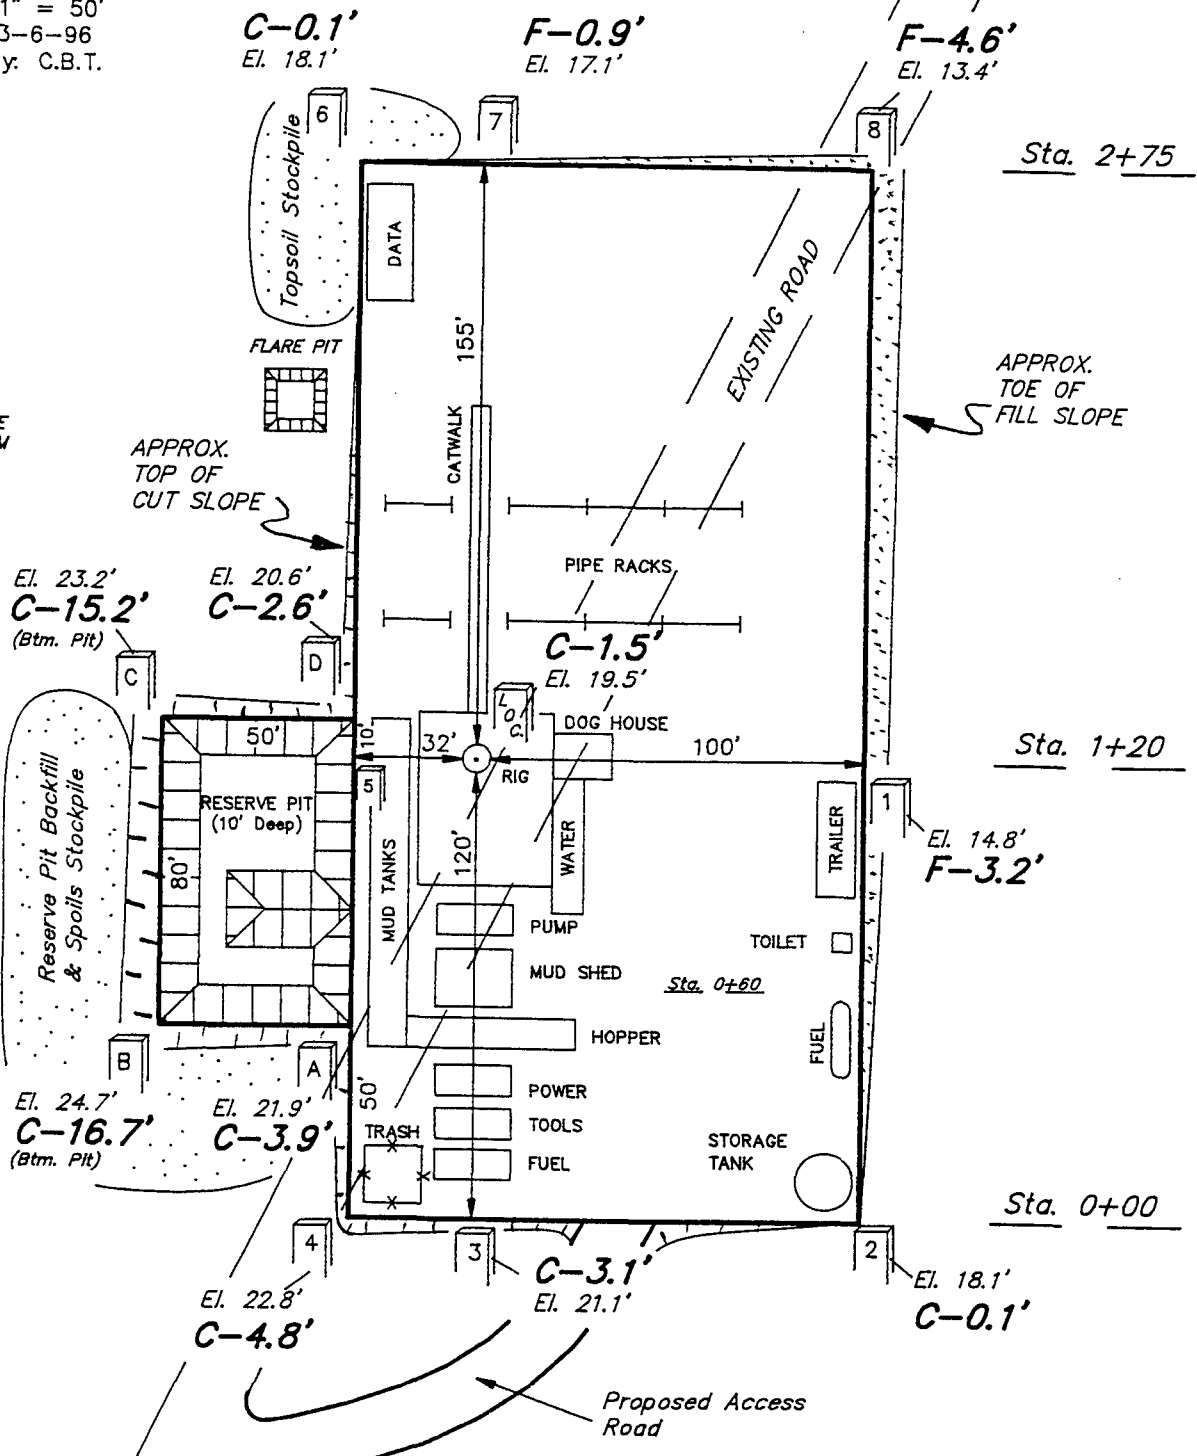 1" = 50'
3-6-96
y: C.B.T.
C-0.1'
El. 18.1'
F-0.9'
El. 17.1'
F-4.6'
El. 13.4'
6
7
8
Sta. 2+75
Topsoil Stockpile
DATA
155'
EXISTING ROAD
FLARE PIT
APPROX.
TOE OF
FILL SLOPE
CATWALK
APPROX.
TOP OF
CUT SLOPE
PIPE RACKS
El. 23.2'
C-15.2'
(Btm. Pit)
El. 20.6'
C-2.6'
C-1.5'
El. 19.5'
C
D
LOC.
DOG HOUSE
50'
10'
32'
100'
Sta. 1+20
RIG
5
1
RESERVE PIT
(10' Deep)
Reserve Pit Backfill
& Spoils Stockpile
80'
MUD TANKS
120'
WATER
TRAILER
El. 14.8'
F-3.2'
PUMP
TOILET
MUD SHED
Sta. 0+60
HOPPER
FUEL
B
A
El. 24.7'
C-16.7'
(Btm. Pit)
El. 21.9'
C-3.9'
50'
POWER
TOOLS
TRASH
FUEL
STORAGE
TANK
Sta. 0+00
4
3
2
C-3.1'
El. 21.1'
El. 18.1'
C-0.1'
El. 22.8'
C-4.8'
Proposed Access
Road